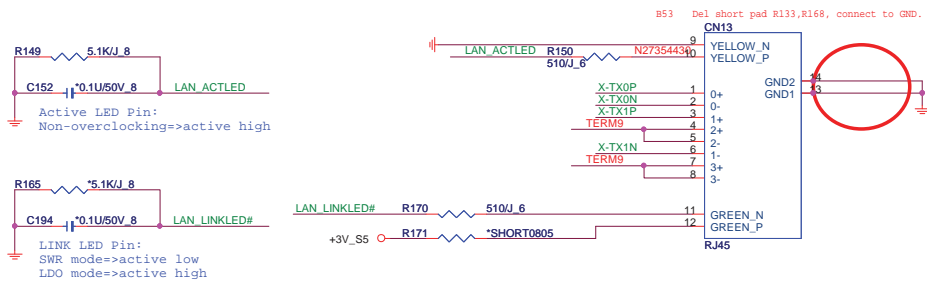 B53 Del short pad R133,R168, connect to GND.
CN13
R149 5.1K/J_8
C152 *0.1U/50V_8 LAN_ACTLED
Active LED Pin:
Non-overclocking=>active high
R165 *5.1K/J_8
C194 *0.1U/50V_8 LAN_LINKLED#
LINK LED Pin:
SWR mode=>active low
LDO mode=>active high
9 YELLOW_N
LAN_ACTLED R150 N27354430 10 YELLOW_P
510/J_6
GND2 14
GND1 13
X-TX0P 1 0+
X-TX0N 2 0-
X-TX1P 3 1+
TERM9 4 2+
5 2-
X-TX1N 6 1-
TERM9 7 3+
8 3-
LAN_LINKLED# R170 510/J_6 11 GREEN_N
+3V_S5 R171 *SHORT0805 12 GREEN_P
RJ45